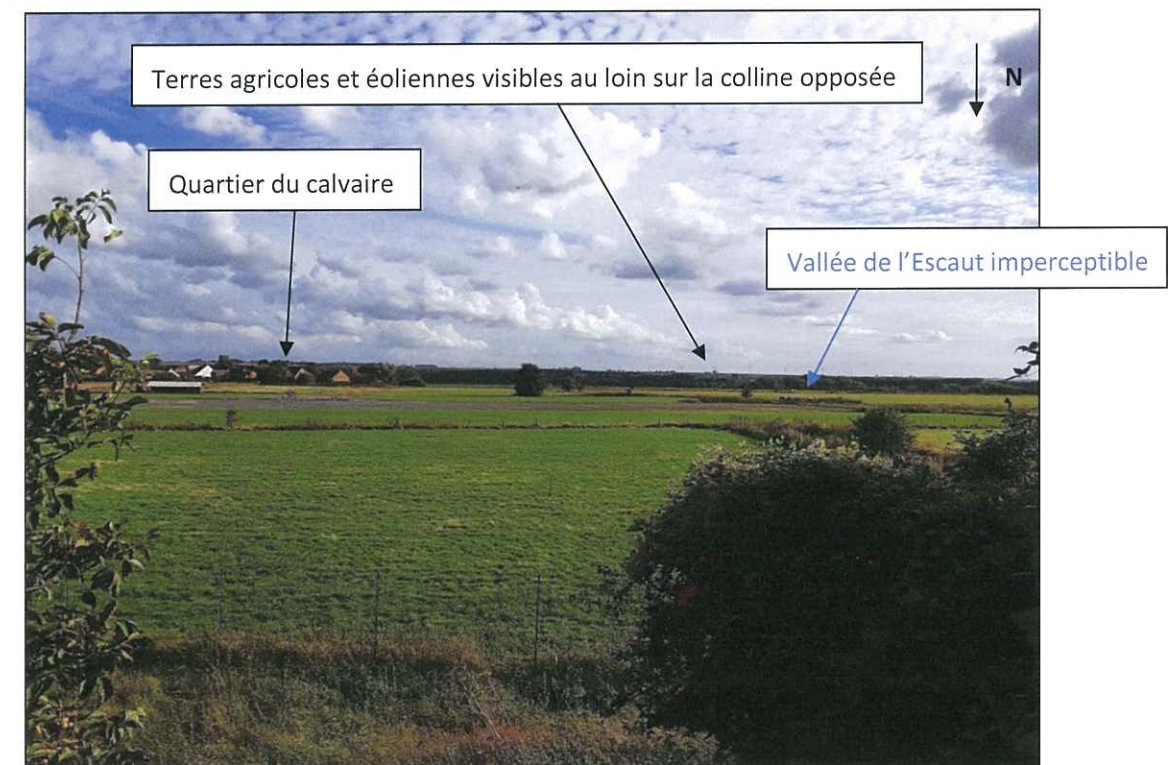 Terres agricoles et éoliennes visibles au loin sur la colline opposée
N
Quartier du calvaire
Vallée de l'Escaut imperceptible